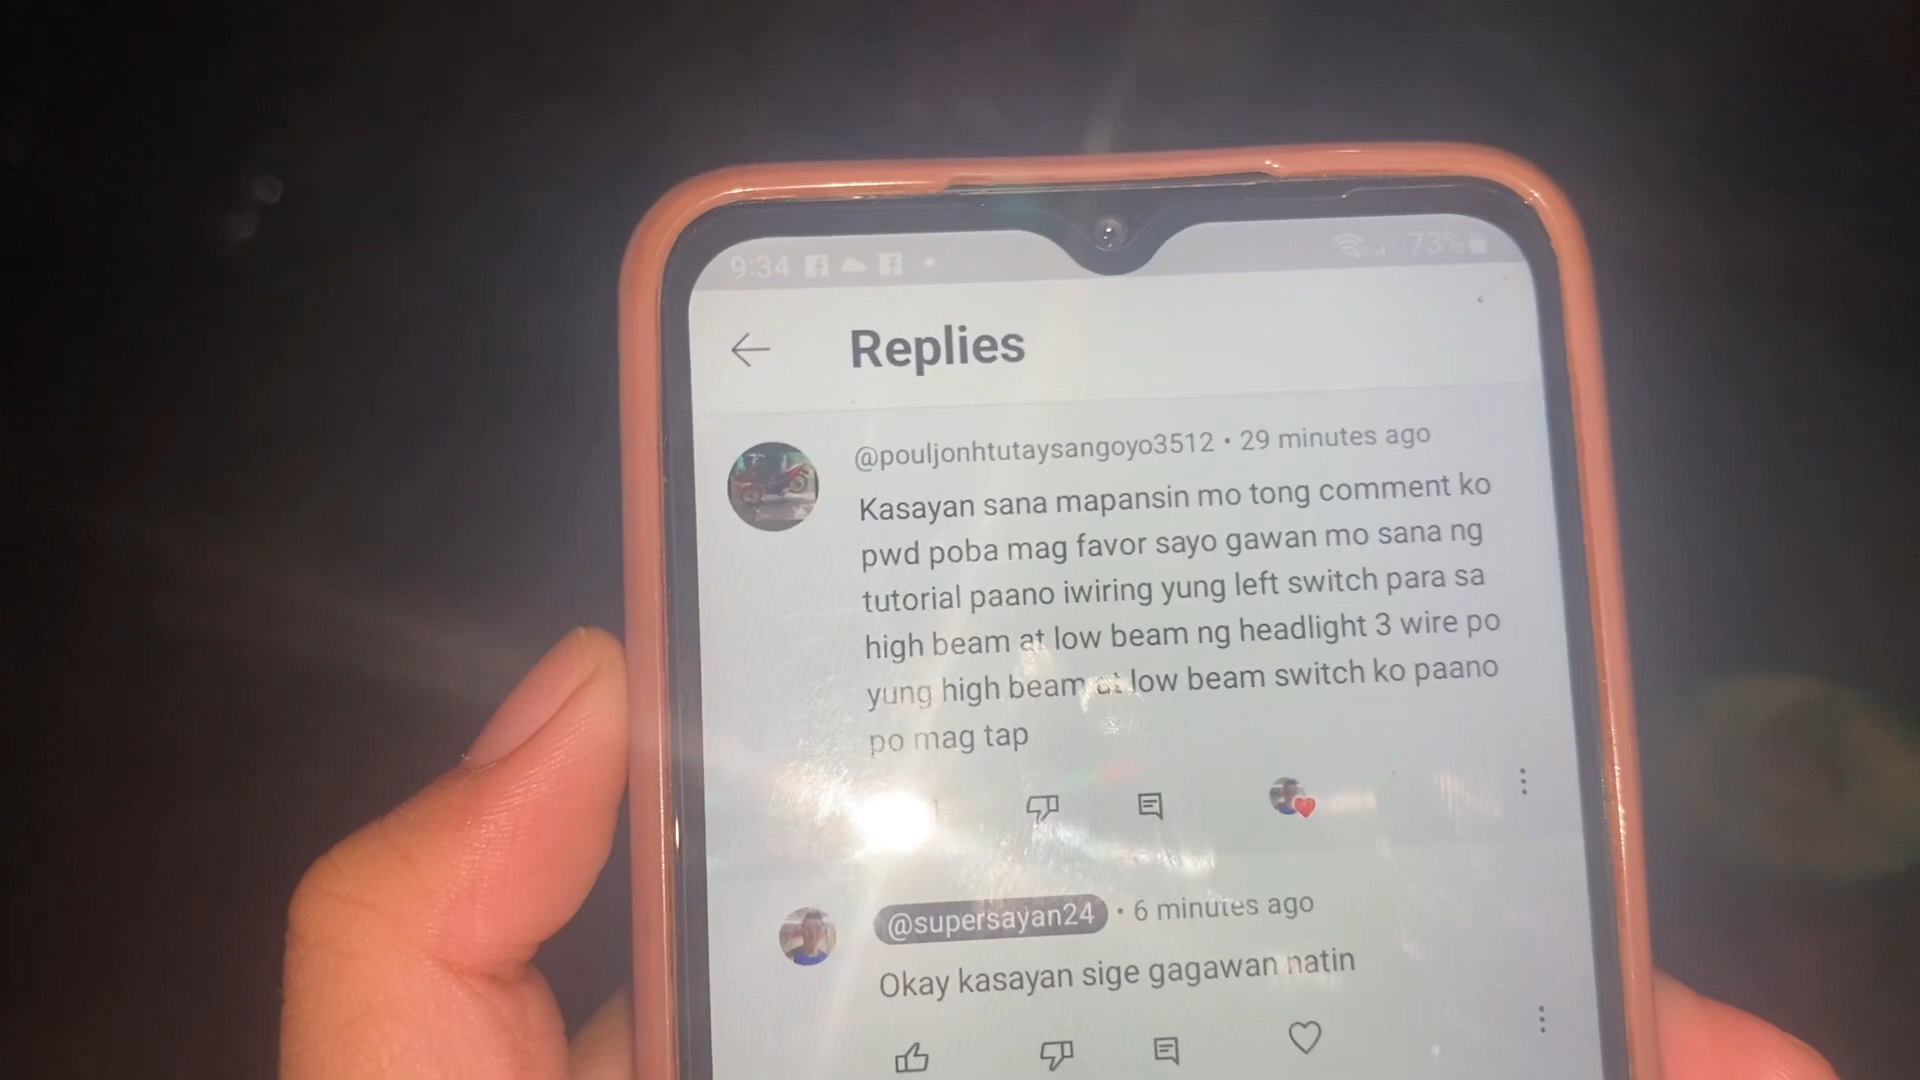 9:34 73%
Replies
@pouljonhtutaysangoyo3512 • 29 minutes ago
Kasayan sana mapansin mo tong comment ko
pwd poba mag favor sayo gawan mo sana ng
tutorial paano iwiring yung left switch para sa
high beam at low beam ng headlight 3 wire po
yung high beam at low beam switch ko paano
po mag tap
@supersayan24 • 6 minutes ago
Okay kasayan sige gagawan natin